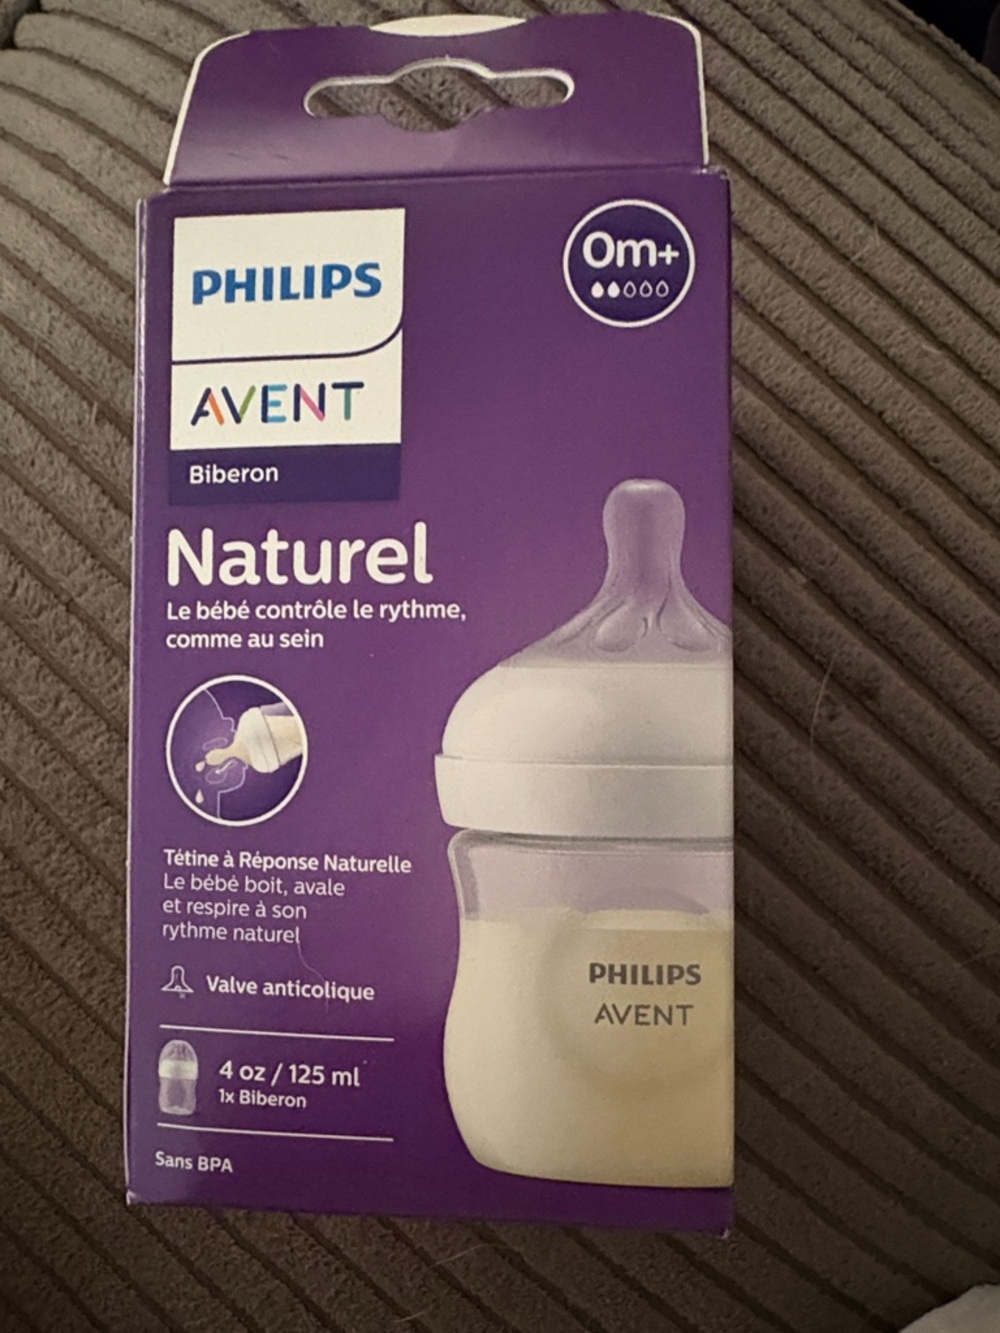 PHILIPS
AVENT
Biberon
0m+
Naturel
Le bébé contrôle le rythme,
comme au sein
Tétine à Réponse Naturelle
Le bébé boit, avale
et respire à son
rythme naturel
Valve anticolique
4 oz / 125 ml
1x Biberon
Sans BPA
PHILIPS
AVENT